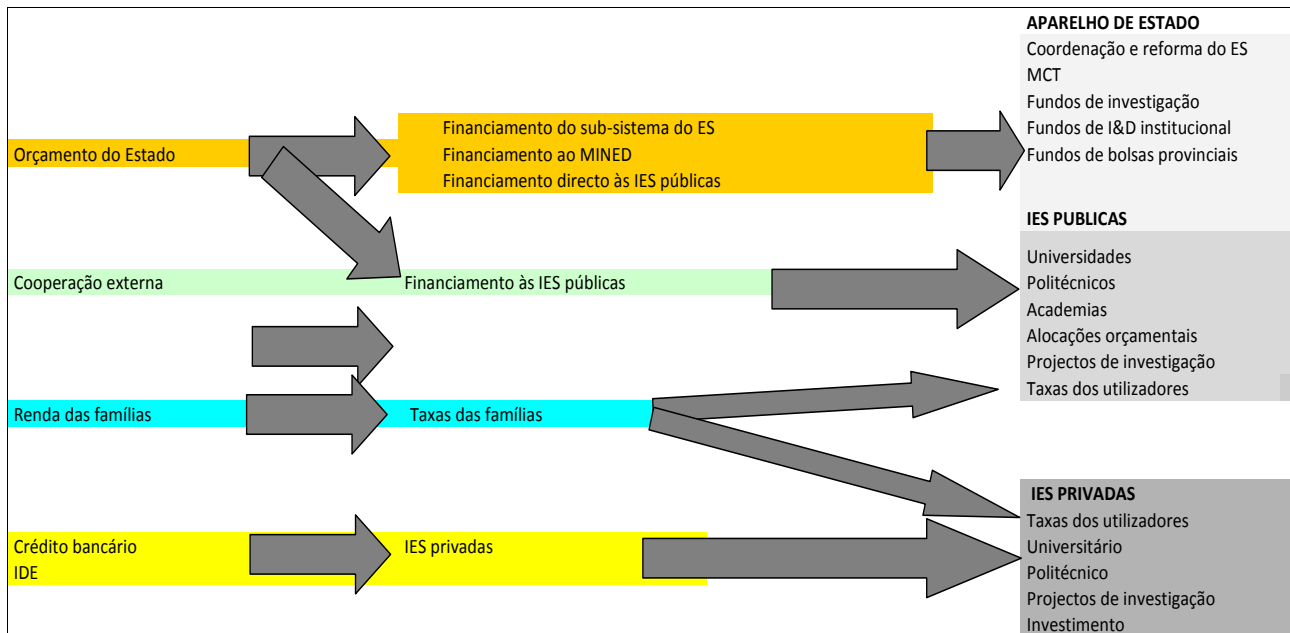 APARELHO DE ESTADO
Coordenação e reforma do ES
MCT
Fundos de investigação
Fundos de I&D institucional
Fundos de bolsas provinciais
Orçamento do Estado
Financiamento do sub-sistema do ES
Financiamento ao MINED
Financiamento directo às IES públicas
IES PUBLICAS
Universidades
Politécnicos
Academias
Alocações orçamentais
Projectos de investigação
Taxas dos utilizadores
Cooperação externa
Financiamento às IES públicas
Renda das famílias
Taxas das famílias
IES PRIVADAS
Taxas dos utilizadores
Universitário
Politécnico
Projectos de investigação
Investimento
Crédito bancário
IDE
IES privadas